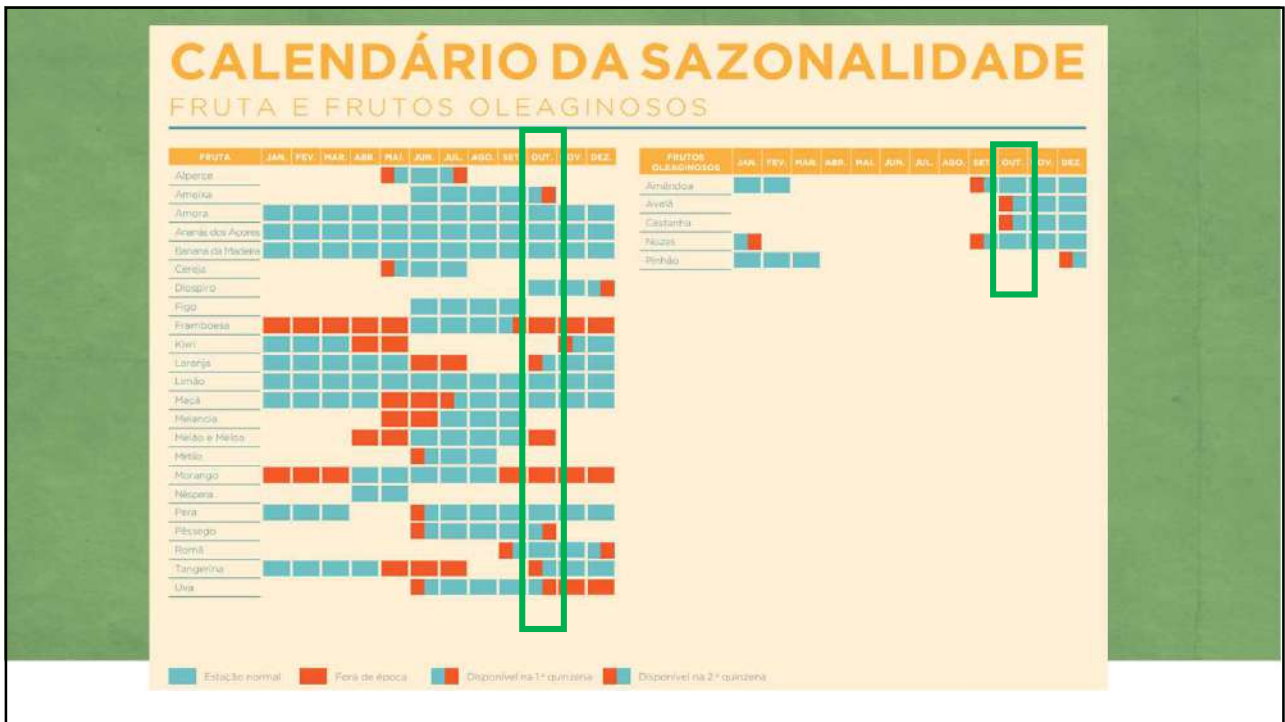 CALENDÁRIO DA SAZONALIDADE
FRUTA E FRUTOS OLEAGINOSOS
FRUTA JAN. FEV. MAR. ABR. MAI. JUN. JUL. AGO. SET. OUT. NOV. DEZ.
Alperce
Ameixa
Amora
Ananás dos Açores
Banana da Madeira
Cereja
Diospiro
Figo
Framboesa
Kiwi
Laranja
Limão
Maçã
Melancia
Melão e Meloa
Mirtilo
Morango
Nêspera
Pera
Pêssego
Romã
Tangerina
Uva
FRUTOS OLEAGINOSOS JAN. FEV. MAR. ABR. MAI. JUN. JUL. AGO. SET. OUT. NOV. DEZ.
Amêndoa
Avelã
Castanha
Nozes
Pinhão
Estação normal Fora de época Disponível na 1.ª quinzena Disponível na 2.ª quinzena